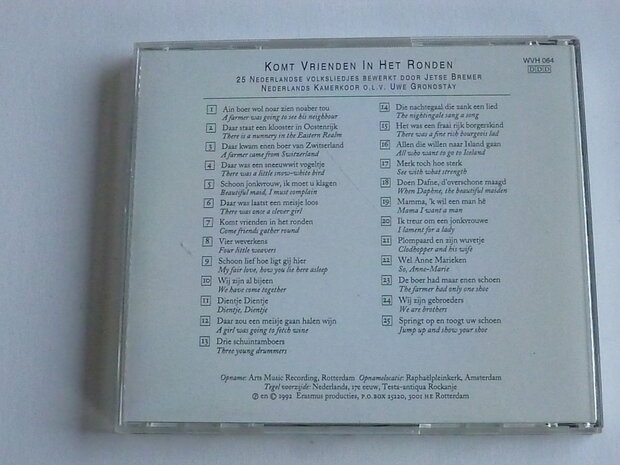 Komt Vrienden In Het Ronden
25 Nederlandse volksliedjes bewerkt door Jetse Bremer
Nederlands Kamerkoor o.l.v. Uwe Gronostay
WVH 064
DDD
1 Ain boer wol noar zien noaber tou
A farmer was going to see his neighbour
2 Daar staat een klooster in Oostenrijk
There is a nunnery in the Eastern Realm
3 Daar kwam enen boer van Zwitserland
A farmer came from Switzerland
4 Daar was een sneeuwwit vogeltje
There was a little snow-white bird
5 Schoon jonkvrouw, ik moet u klagen
Beautiful maid, I must complain
6 Daar was laatst een meisje loos
There was once a clever girl
7 Komt vrienden in het ronden
Come friends gather round
8 Vier weverkens
Four little weavers
9 Schoon lief hoe ligt gij hier
My fair love, how you lie here asleep
10 Wij zijn al bijeen
We have come together
11 Dientje Dientje
Dientje, Dientje
12 Daar zou een meisje gaan halen wijn
A girl was going to fetch wine
13 Drie schuintamboers
Three young drummers
14 Die nachtegaal die zank een lied
The nightingale sang a song
15 Het was een fraai rijk borgerskind
There was a fine rich bourgeois lad
16 Allen die willen naar Island gaan
All who want to go to Iceland
17 Merk toch hoe sterk
See with what strength
18 Doen Dafne, d'overschone maagd
When Daphne, the beautiful maiden
19 Mamma, 'k wil een man hê
Mama I want a man
20 Ik treur om een jonkvrouwe
I lament for a lady
21 Plompaard en zijn wuvetje
Clodhopper and his wife
22 Wel Anne Marieken
So, Anne-Marie
23 De boer had maar enen schoen
The farmer had only one shoe
24 Wij zijn gebroeders
We are brothers
25 Springt op en toogt uw schoen
Jump up and show your shoe
Opname: Arts Music Recording, Rotterdam Opnamelocatie: Raphaëlpleinkerk, Amsterdam
Tegel voorzijde: Nederlands, 17e eeuw, Testa-antiqua Rockanje
℗ en © 1992 Erasmus producties, P.O.BOX 25220, 3001 HE Rotterdam